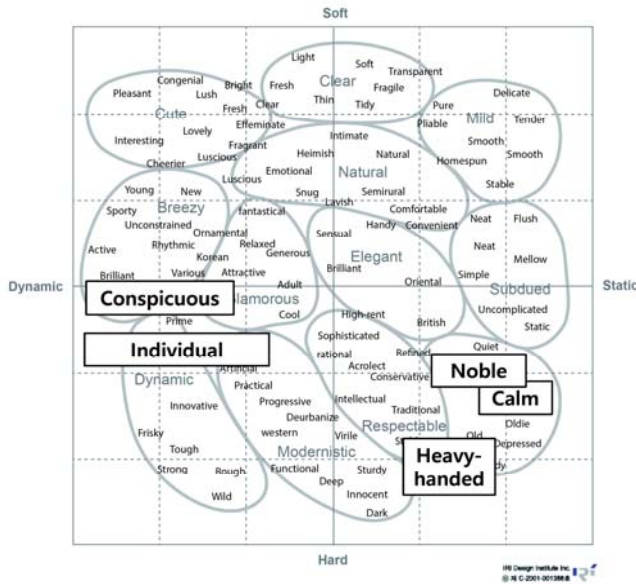 Soft
Light
Soft
Clear
Transparent
Congenial
Bright
Fresh
Fragile
Delicate
Pleasant
Lush
Thin
Tidy
Fresh
Clear
Pure
Cute
Mild
Tender
Effeminate
Pliable
Lovely
Intimate
Interesting
Fragrant
Smooth
Heimish
Natural
Smooth
Cheerier
Luscious
Homespun
Emotional
Natural
Luscious
Stable
Young
New
Snug
Semirural
Lavish
Sporty
Breezy
fantastical
Comfortable
Neat
Flush
Unconstrained
Handy
Convenient
Ornamental
Sensual
Active
Rhythmic
Relaxed
Neat
Korean
Generous
Elegant
Mellow
Brilliant
Various
Attractive
Brilliant
Simple
Oriental
Dynamic
Adult
Subdued
Static
Conspicuous
Uncomplicated
Cool
High-rent
Prime
British
Static
Sophisticated
Individual
rational
Refined
Quiet
Acrolect
Noble
Dynamic
Artificial
Conservative
Practical
Calm
Progressive
Intellectual
Innovative
Traditional
Deurbanize
Oldie
Respectable
Frisky
western
Virile
Old
Depressed
Tough
Modernistic
Heavy-
handed
Strong
Rough
Functional
Sturdy
Deep
Wild
Innocent
Dark
Hard
IRI Design Institute Inc.
IRI